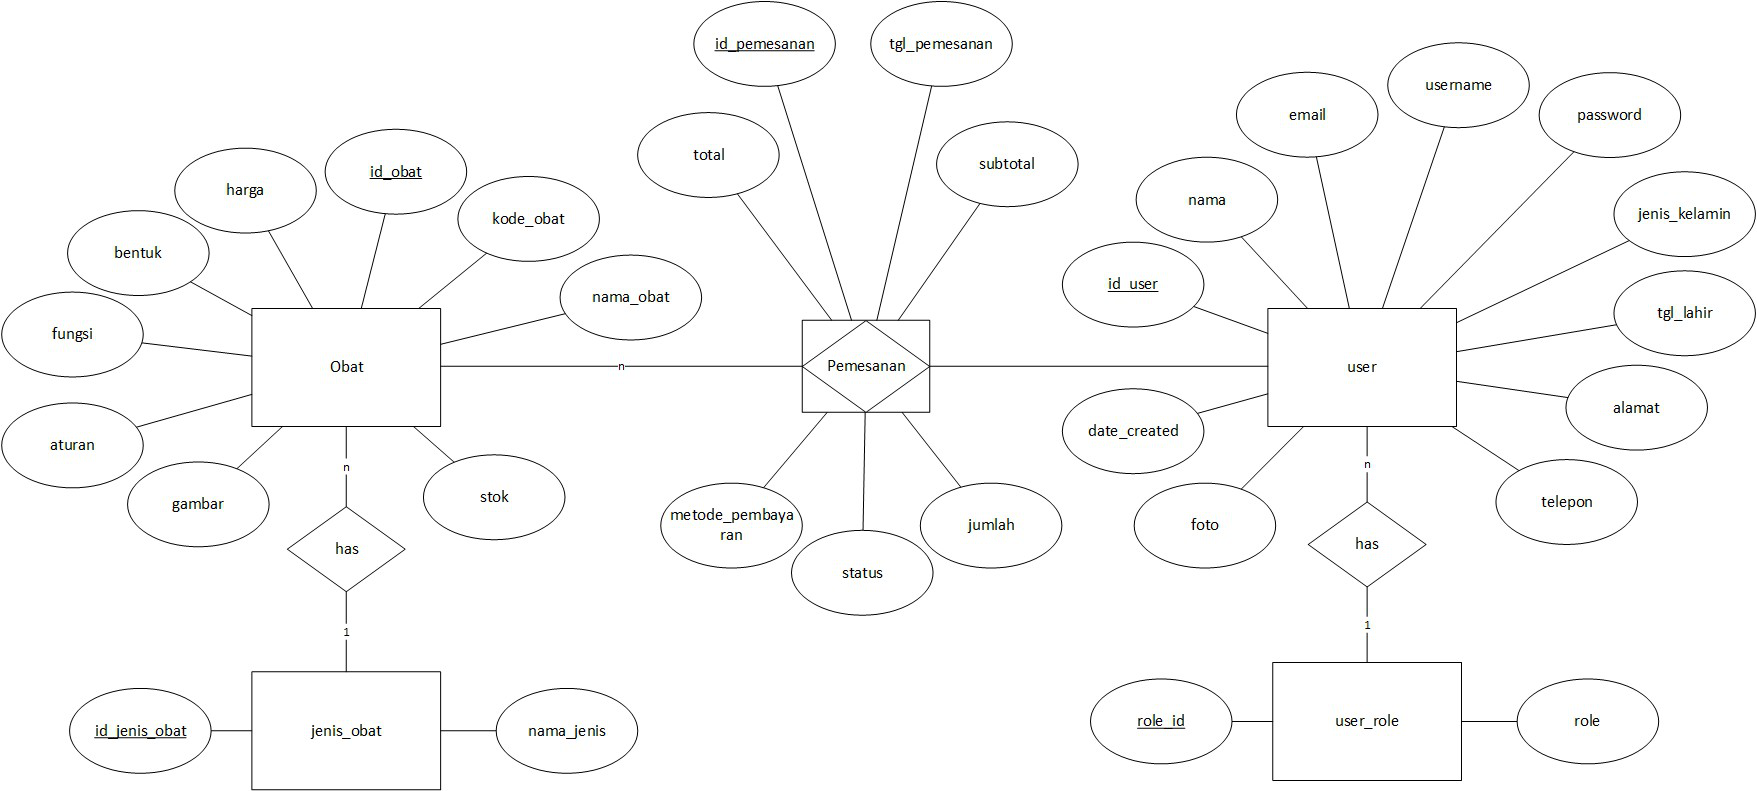 id_pemesanan
tgl_pemesanan
username
email
password
total
subtotal
id_obat
harga
kode_obat
nama
jenis_kelamin
bentuk
id_user
nama_obat
tgl_lahir
fungsi
Obat
n
Pemesanan
user
alamat
date_created
aturan
n
n
stok
gambar
telepon
metode_pembaya
ran
jumlah
foto
has
has
status
1
1
id_jenis_obat
jenis_obat
nama_jenis
role_id
user_role
role